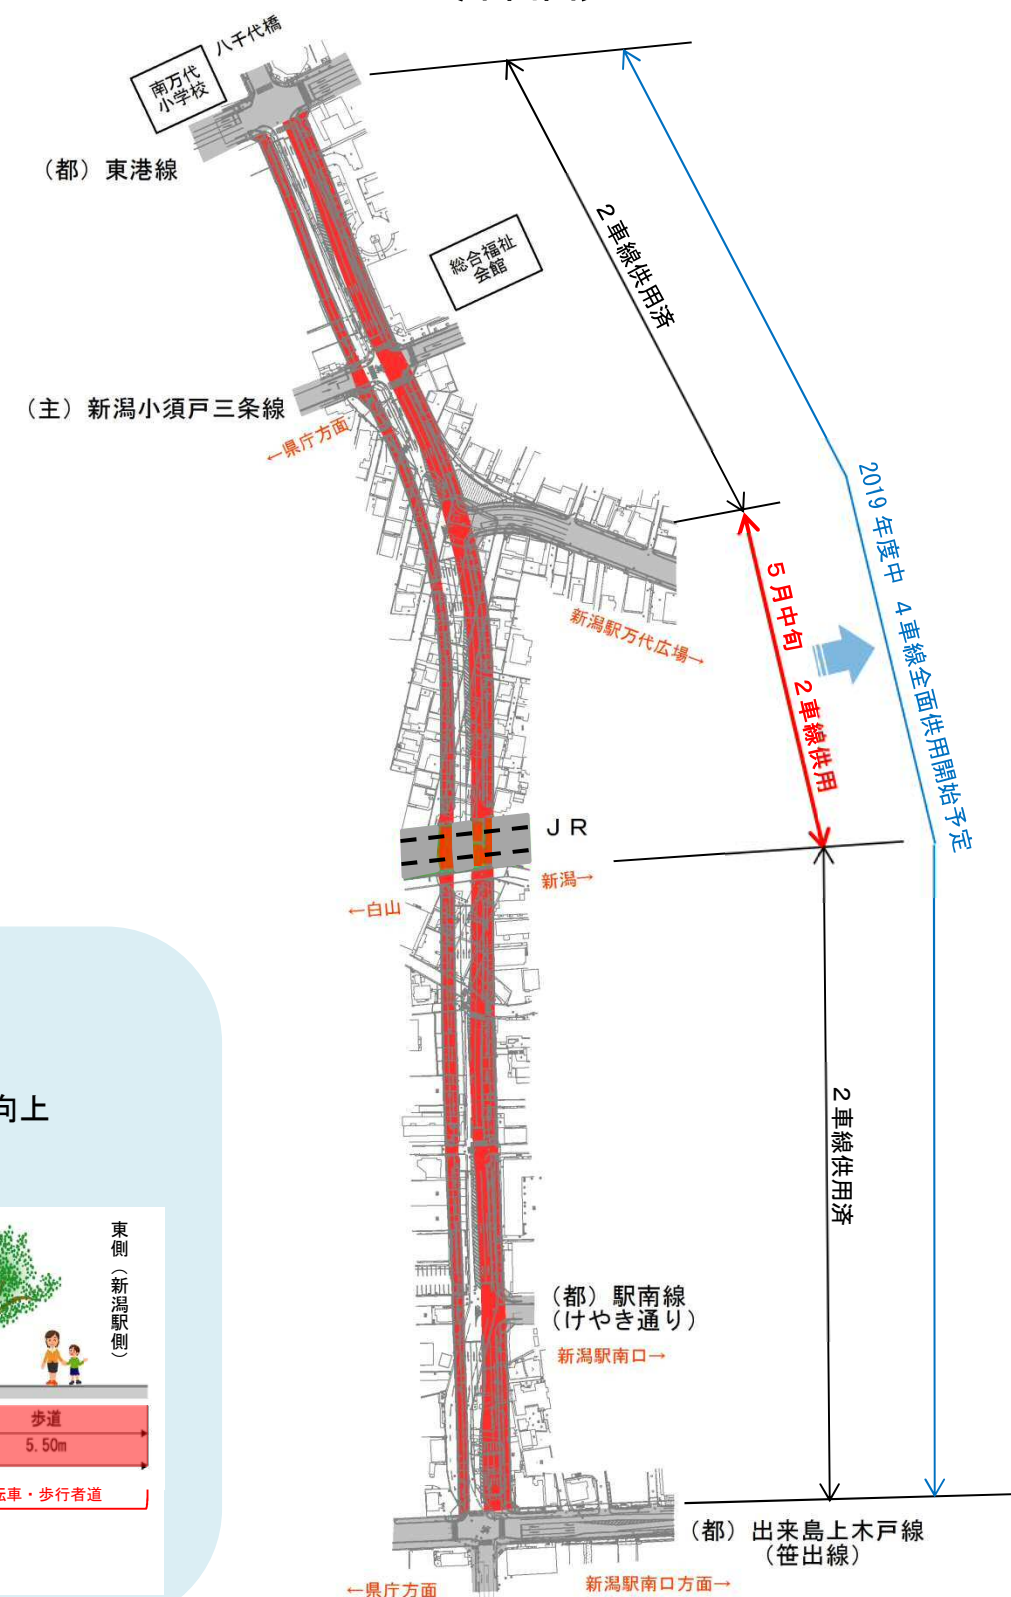 八千代橋
南万代
小学校
(都) 東港線
総合福祉
会館
2車線供用済
(主) 新潟小須戸三条線
←県庁方面
2019年度中 4車線全面供用開始予定
5月中旬 2車線供用
新潟駅万代広場→
JR
新潟→
←白山
向上
2車線供用済
東側(新潟駅側)
(都) 駅南線
(けやき通り)
新潟駅南口→
歩道
5.50m
転車・歩行者道
(都) 出来島上木戸線
(笹出線)
←県庁方面
新潟駅南口方面→